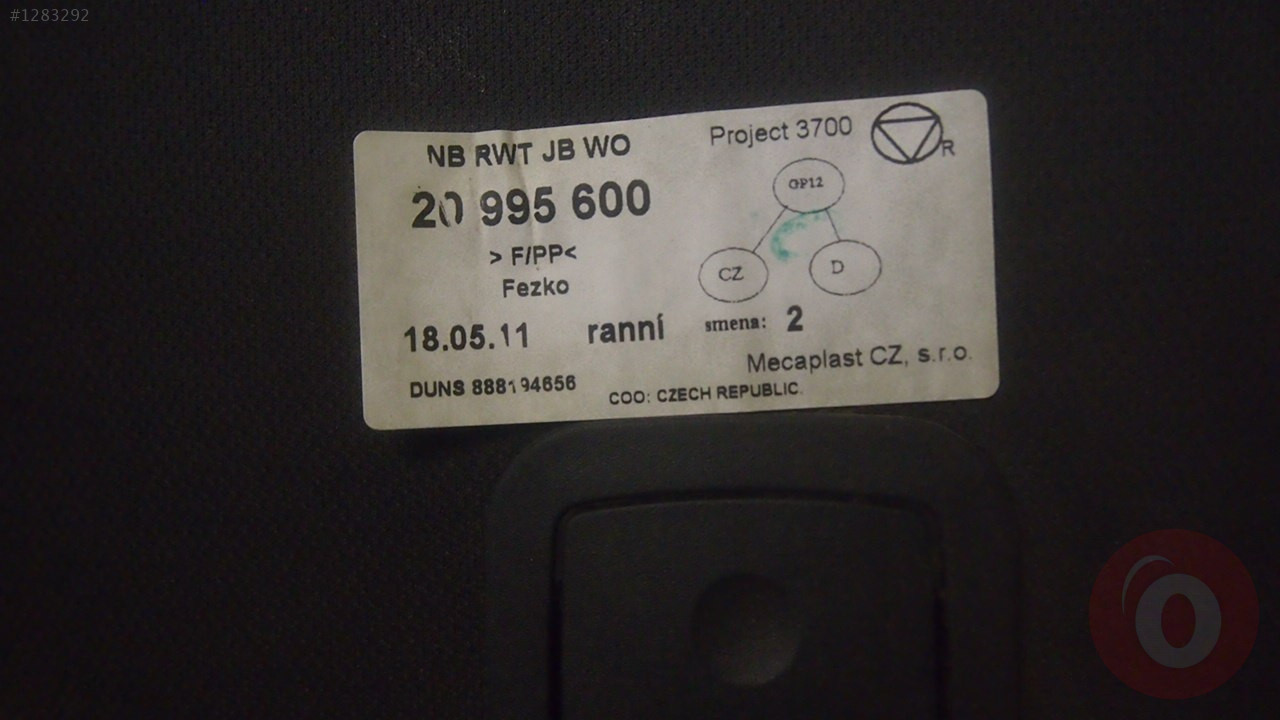 #1283292
NB RWT JB WO
Project 3700
R
20 995 600
OP12
> F/PP<
CZ
D
Fezko
18.05.11 ranní smena: 2
Mecaplast CZ, s.r.o.
DUNS 888194656
COO: CZECH REPUBLIC.
o